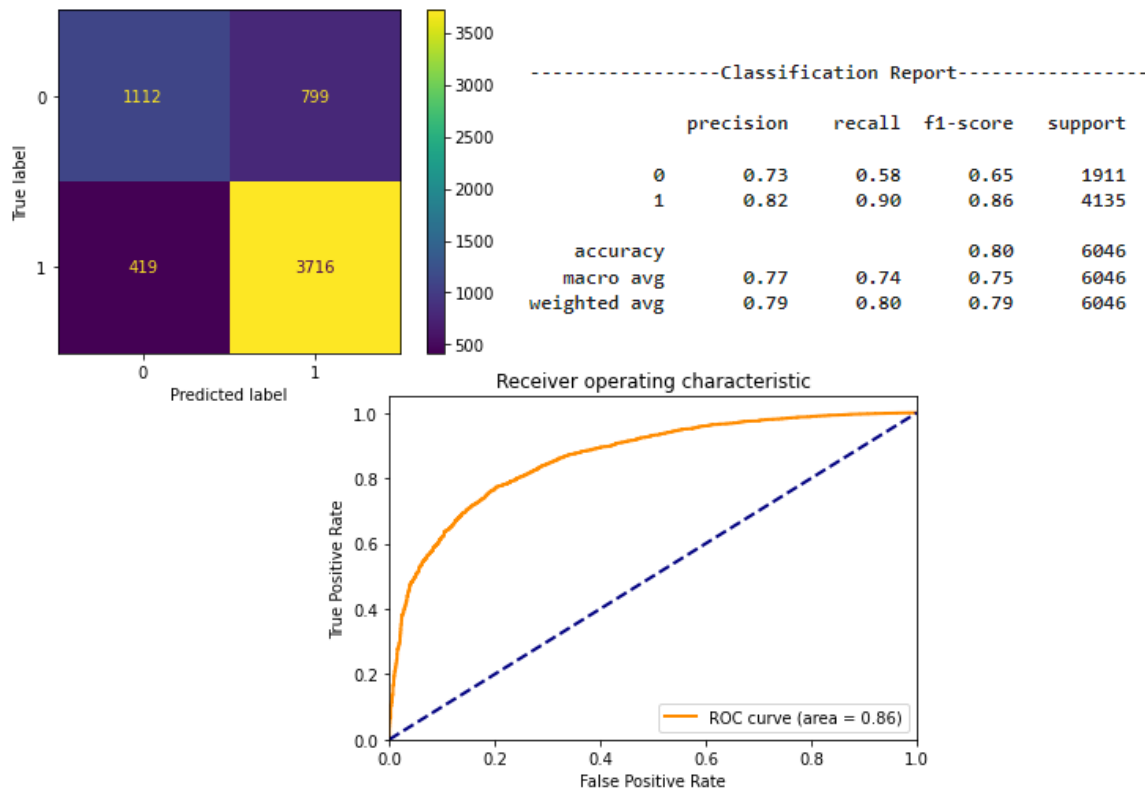 0
1112
799
1
419
3716
True label
0
1
Predicted label
3500
3000
2500
2000
1500
1000
500
-----------------Classification Report-----------------
precision recall f1-score support
0 0.73 0.58 0.65 1911
1 0.82 0.90 0.86 4135
accuracy 0.80 6046
macro avg 0.77 0.74 0.75 6046
weighted avg 0.79 0.80 0.79 6046
Receiver operating characteristic
True Positive Rate
1.0
0.8
0.6
0.4
0.2
0.0
ROC curve (area = 0.86)
0.0 0.2 0.4 0.6 0.8 1.0
False Positive Rate